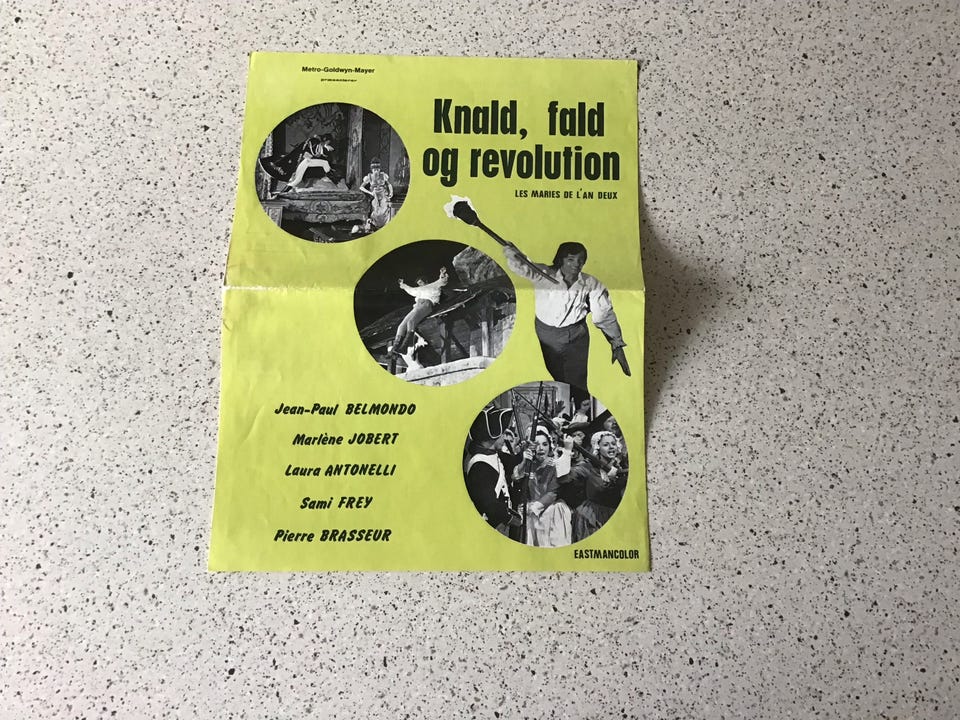 Metro-Goldwyn-Mayer
præsenterer
Knald, fald
og revolution
LES MARIES DE L'AN DEUX
Jean-Paul BELMONDO
Marlène JOBERT
Laura ANTONELLI
Sami FREY
Pierre BRASSEUR
EASTMANCOLOR